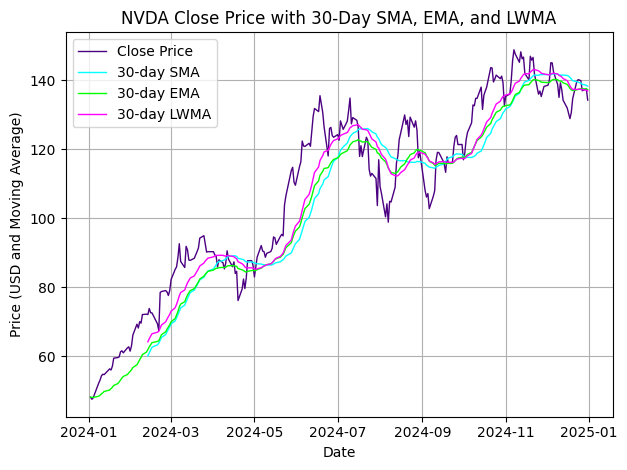 NVDA Close Price with 30-Day SMA, EMA, and LWMA
Close Price
30-day SMA
30-day EMA
30-day LWMA
Price (USD and Moving Average)
140
120
100
80
60
2024-01 2024-03 2024-05 2024-07 2024-09 2024-11 2025-01
Date